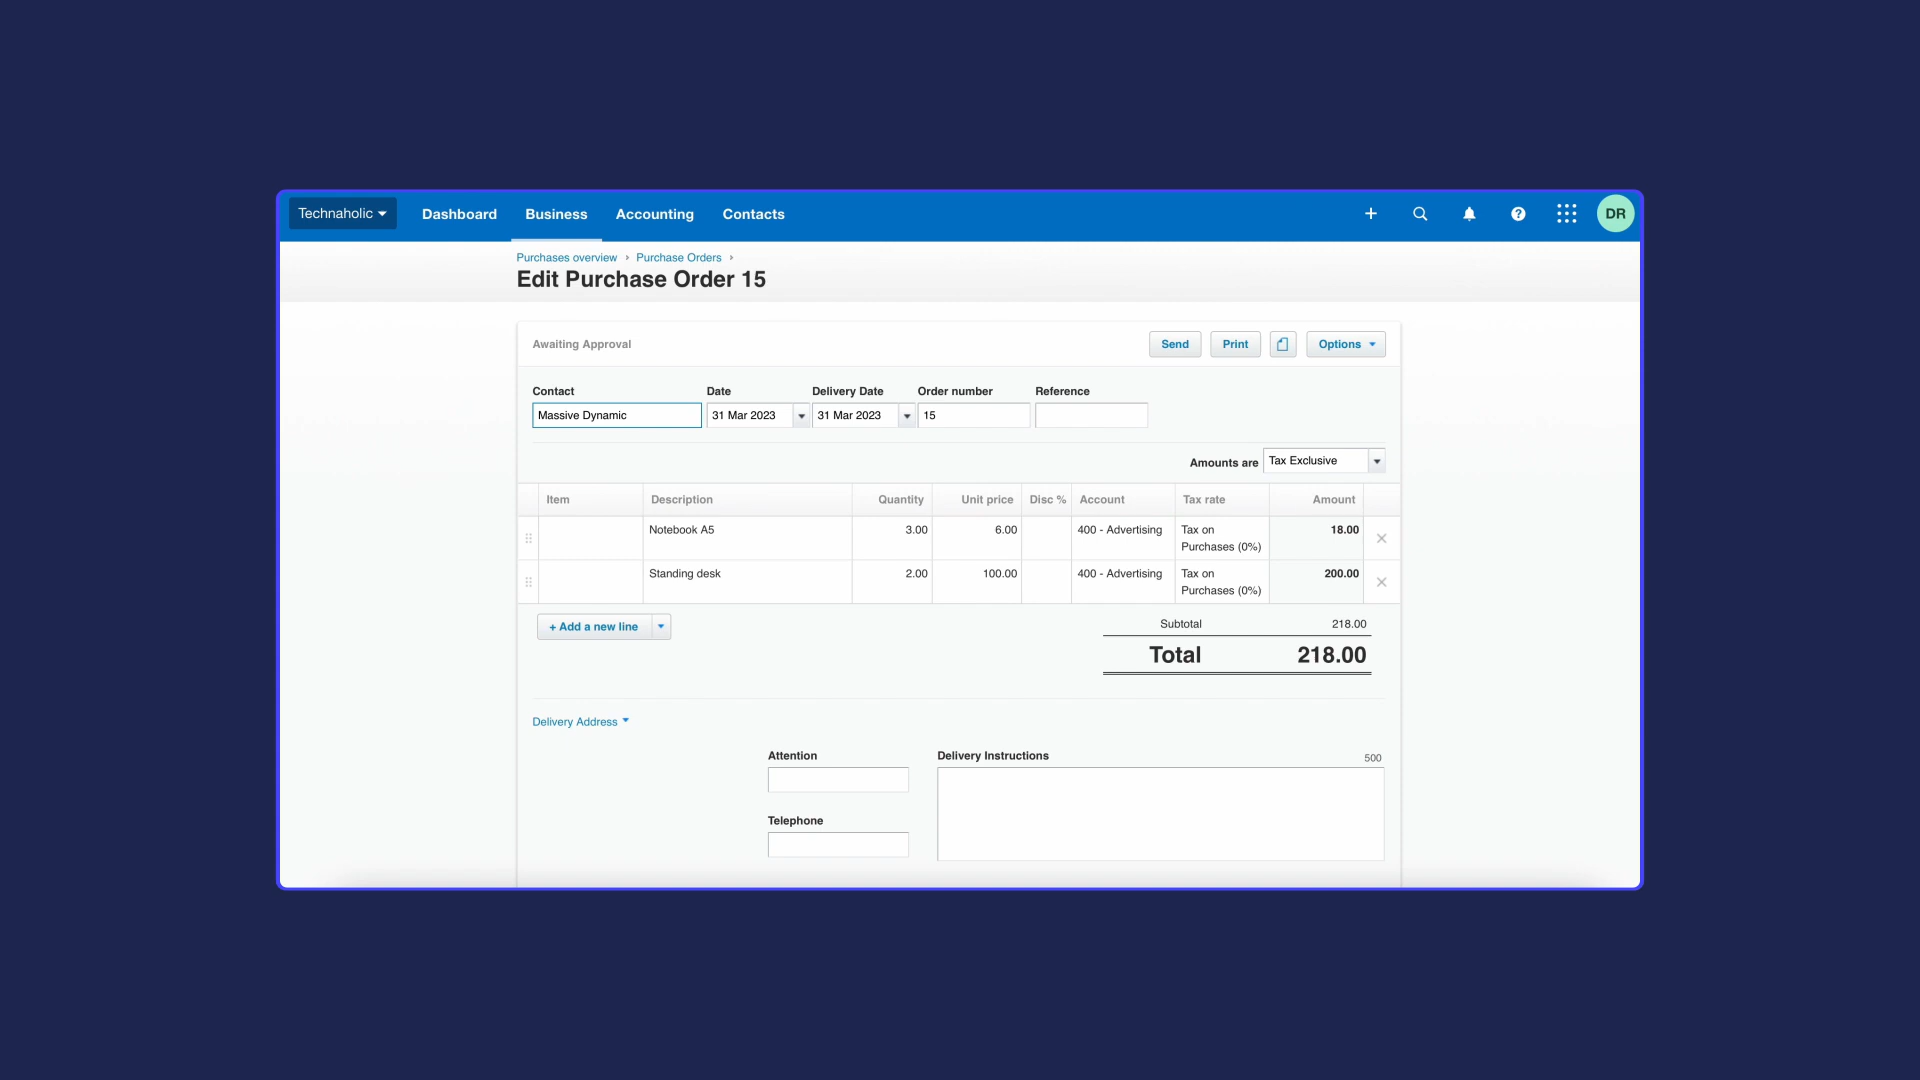 Technaholic Dashboard Business Accounting Contacts DR
Purchases overview › Purchase Orders ›
Edit Purchase Order 15
Awaiting Approval Send Print Options
Contact Date Delivery Date Order number Reference
Massive Dynamic 31 Mar 2023 31 Mar 2023 15
Amounts are Tax Exclusive
Item Description Quantity Unit price Disc % Account Tax rate Amount
Notebook A5 3.00 6.00 400 - Advertising Tax on 18.00
Purchases (0%)
Standing desk 2.00 100.00 400 - Advertising Tax on 200.00
Purchases (0%)
+ Add a new line
Subtotal 218.00
Total 218.00
Delivery Address
Attention Delivery Instructions 500
Telephone